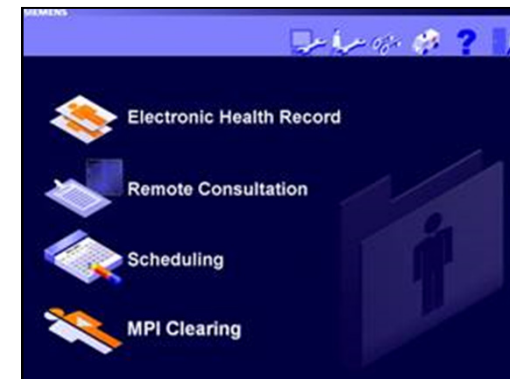 SIEMENS
?
Electronic Health Record
Remote Consultation
Scheduling
MPI Clearing